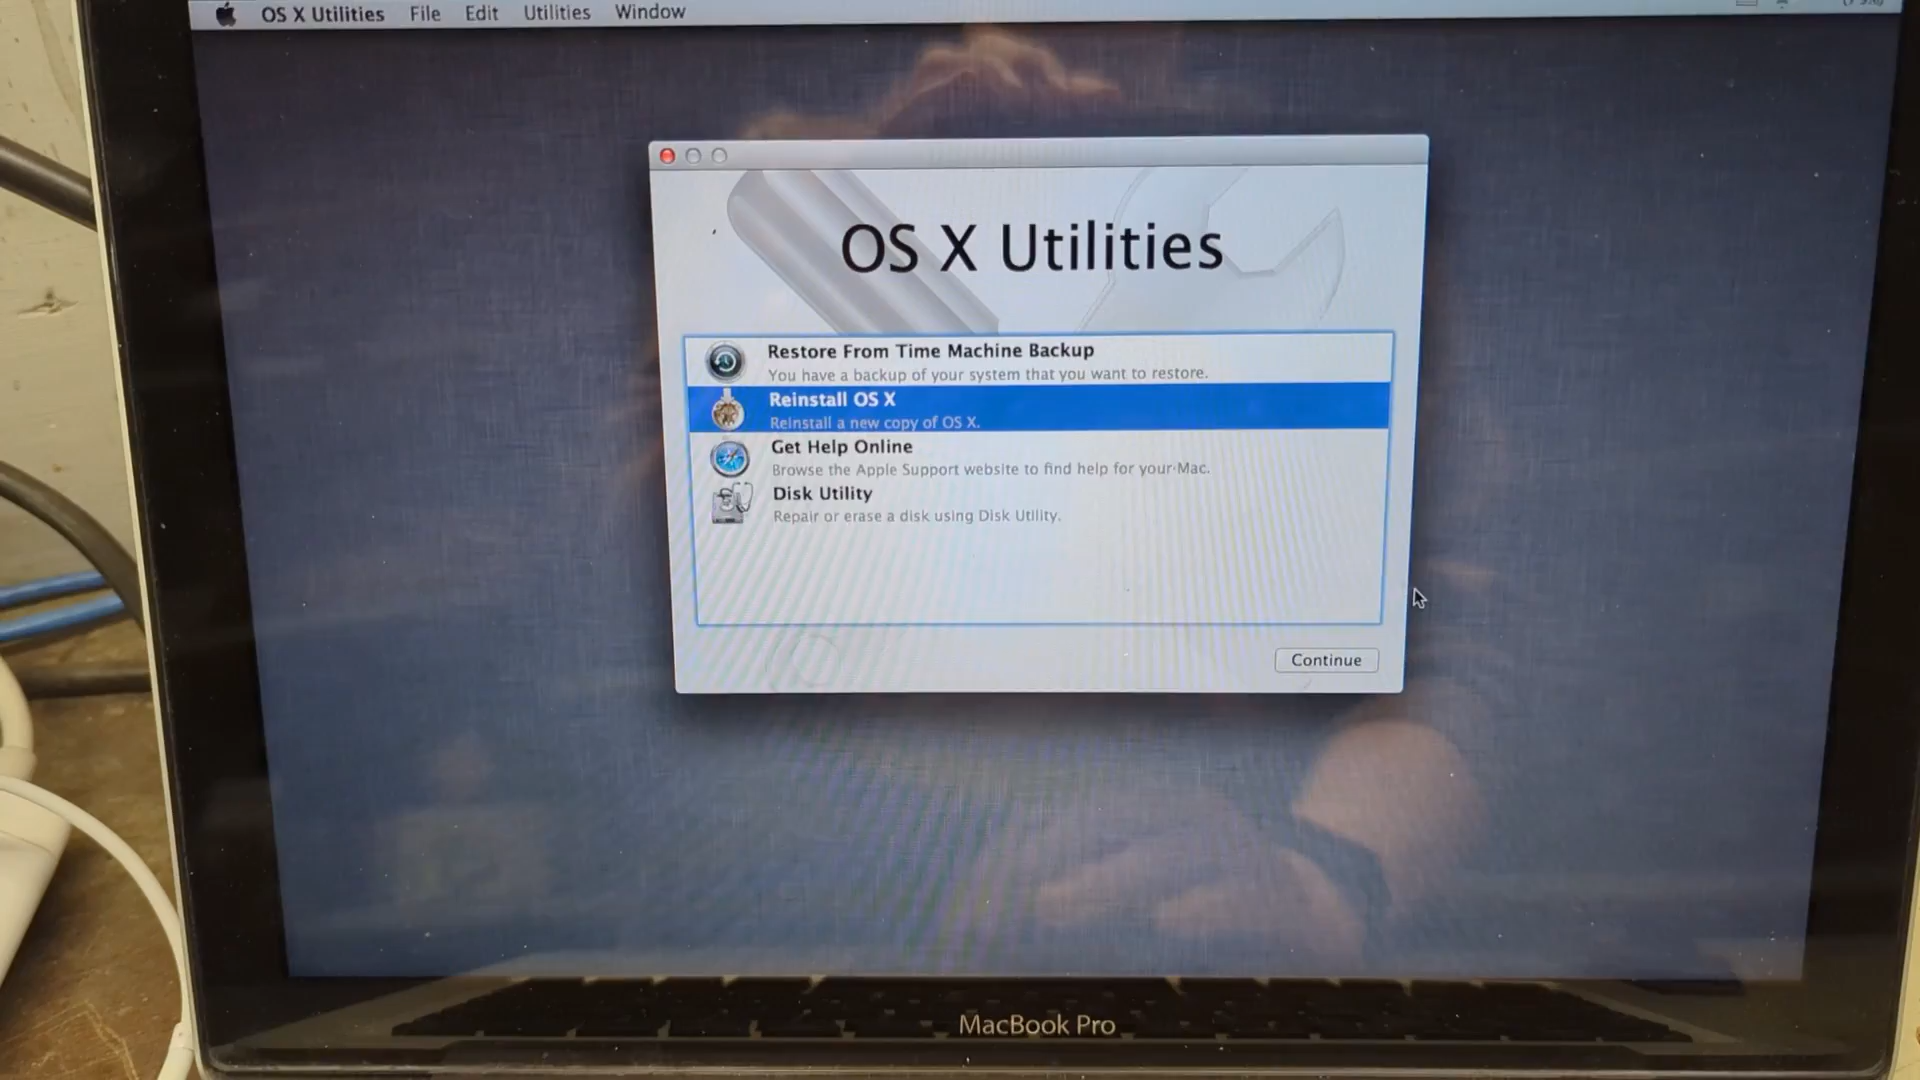 OS X Utilities File Edit Utilities Window
OS X Utilities
Restore From Time Machine Backup
You have a backup of your system that you want to restore.
Reinstall OS X
Reinstall a new copy of OS X.
Get Help Online
Browse the Apple Support website to find help for your Mac.
Disk Utility
Repair or erase a disk using Disk Utility.
Continue
MacBook Pro